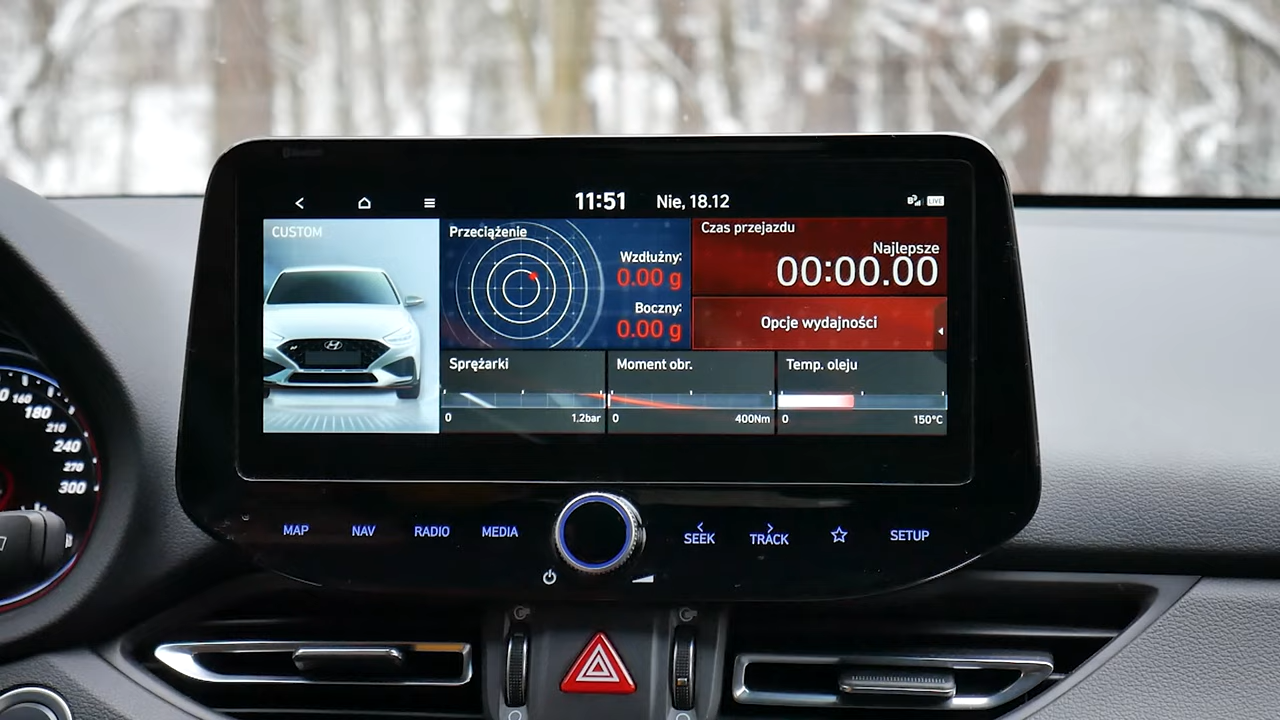 11:51 Nie, 18.12
LIVE
CUSTOM
Przeciążenie
Wzdłużny:
0.00 g
Boczny:
0.00 g
Czas przejazdu
Najlepsze
00:00.00
Opcje wydajności
Sprężarki
0 1.2bar
Moment obr.
0 400Nm
Temp. oleju
0 150°C
160
180
210
240
270
300
MAP NAV RADIO MEDIA SEEK TRACK SETUP